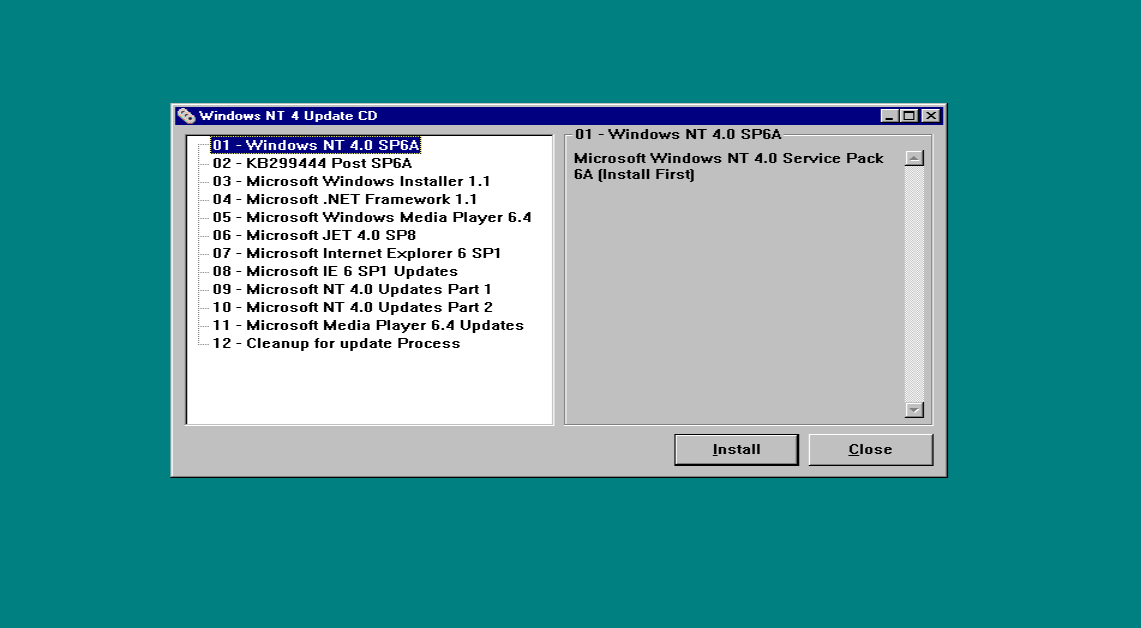 Windows NT 4 Update CD
01 - Windows NT 4.0 SP6A
02 - KB299444 Post SP6A
03 - Microsoft Windows Installer 1.1
04 - Microsoft .NET Framework 1.1
05 - Microsoft Windows Media Player 6.4
06 - Microsoft JET 4.0 SP8
07 - Microsoft Internet Explorer 6 SP1
08 - Microsoft IE 6 SP1 Updates
09 - Microsoft NT 4.0 Updates Part 1
10 - Microsoft NT 4.0 Updates Part 2
11 - Microsoft Media Player 6.4 Updates
12 - Cleanup for update Process
01 - Windows NT 4.0 SP6A
Microsoft Windows NT 4.0 Service Pack
6A (Install First)
Install
Close